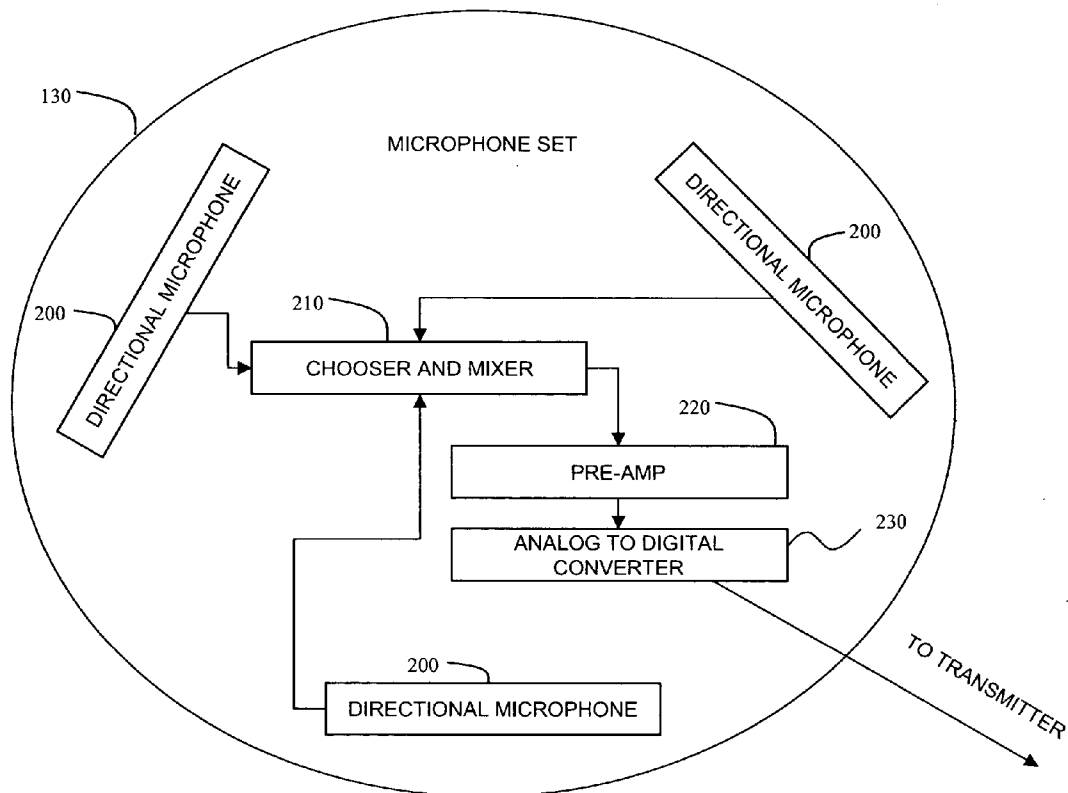 130
MICROPHONE SET
DIRECTIONAL MICROPHONE
200
DIRECTIONAL MICROPHONE
200
210
CHOOSER AND MIXER
220
PRE-AMP
230
ANALOG TO DIGITAL
CONVERTER
TO TRANSMITTER
200
DIRECTIONAL MICROPHONE